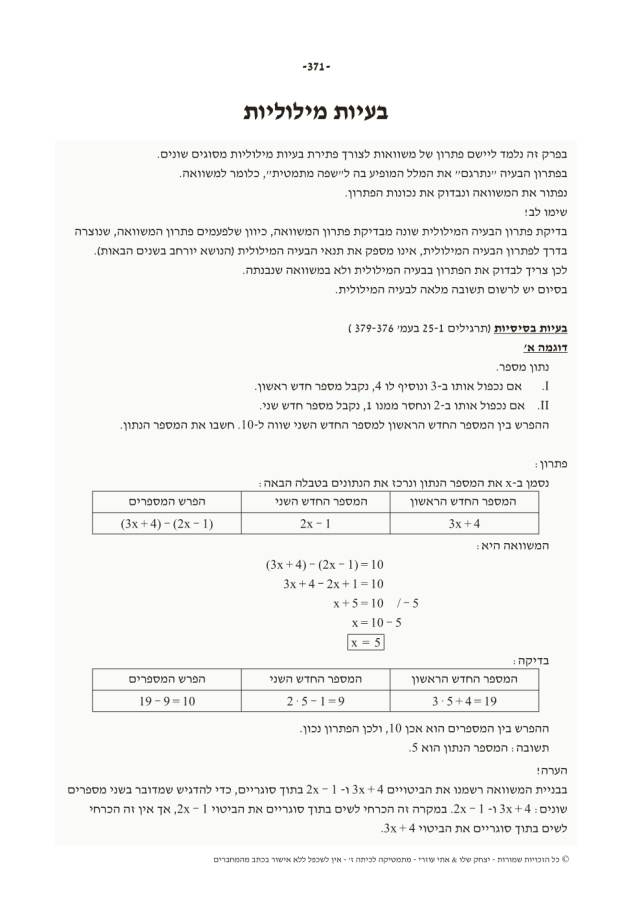 -371-
בעיות מילוליות
בפרק זה נלמד ליישם פתרון של משוואות לצורך פתירת בעיות מילוליות מסוגים שונים.
בפתרון הבעיה ״נתרגם״ את המלל המופיע בה ל״שפה מתמטית״, כלומר למשוואה.
נפתור את המשוואה ונבדוק את נכונות הפתרון.
שימו לב!
בדיקת פתרון הבעיה המילולית שונה מבדיקת פתרון המשוואה, כיוון שלפעמים פתרון המשוואה, שנוצרה
בדרך לפתרון הבעיה המילולית, אינו מספק את תנאי הבעיה המילולית (הנושא יורחב בשנים הבאות).
לכן צריך לבדוק את הפתרון בבעיה המילולית ולא במשוואה שנבנתה.
בסיום יש לרשום תשובה מלאה לבעיה המילולית.
בעיות בסיסיות (תרגילים 25-1 בעמ׳ 379-376 )
דוגמה א׳
נתון מספר.
I. אם נכפול אותו ב-3 ונוסיף לו 4, נקבל מספר חדש ראשון.
II. אם נכפול אותו ב-2 ונחסר ממנו 1, נקבל מספר חדש שני.
ההפרש בין המספר החדש הראשון למספר החדש השני שווה ל-10. חשבו את המספר הנתון.
פתרון:
נסמן ב-x את המספר הנתון ונרכז את הנתונים בטבלה הבאה:
המספר החדש הראשון המספר החדש השני הפרש המספרים
3x + 4 2x − 1 (3x + 4) − (2x − 1)
המשוואה היא:
(3x + 4) − (2x − 1) = 10
3x + 4 − 2x + 1 = 10
x + 5 = 10 / − 5
x = 10 − 5
x = 5
בדיקה:
המספר החדש הראשון המספר החדש השני הפרש המספרים
3 · 5 + 4 = 19 2 · 5 − 1 = 9 19 − 9 = 10
ההפרש בין המספרים הוא אכן 10, ולכן הפתרון נכון.
תשובה: המספר הנתון הוא 5.
הערה!
בבניית המשוואה רשמנו את הביטויים 3x + 4 ו- 2x − 1 בתוך סוגריים, כדי להדגיש שמדובר בשני מספרים
שונים: 3x + 4 ו- 2x − 1. במקרה זה הכרחי לשים בתוך סוגריים את הביטוי 2x − 1, אך אין זה הכרחי
לשים בתוך סוגריים את הביטוי 3x + 4.
© כל הזכויות שמורות - יצחק שלו & אתי עוזרי - מתמטיקה לכיתה ז׳ - אין לשכפל ללא אישור בכתב מהמחברים